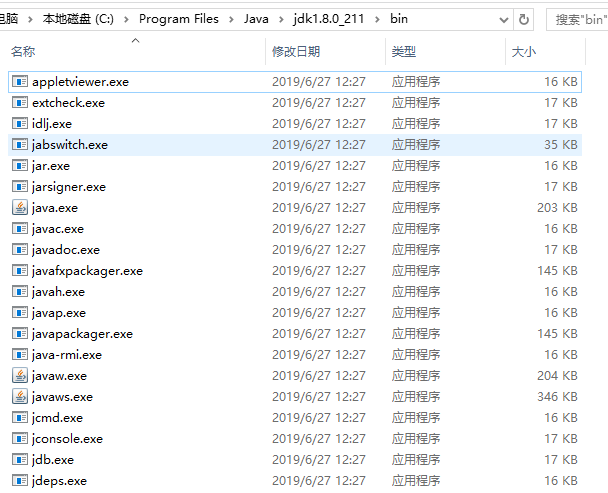 电脑 > 本地磁盘 (C:) > Program Files > Java > jdk1.8.0_211 > bin 搜索"bin"
名称 修改日期 类型 大小
appletviewer.exe 2019/6/27 12:27 应用程序 16 KB
extcheck.exe 2019/6/27 12:27 应用程序 17 KB
idlj.exe 2019/6/27 12:27 应用程序 17 KB
jabswitch.exe 2019/6/27 12:27 应用程序 35 KB
jar.exe 2019/6/27 12:27 应用程序 16 KB
jarsigner.exe 2019/6/27 12:27 应用程序 17 KB
java.exe 2019/6/27 12:27 应用程序 203 KB
javac.exe 2019/6/27 12:27 应用程序 16 KB
javadoc.exe 2019/6/27 12:27 应用程序 17 KB
javafxpackager.exe 2019/6/27 12:27 应用程序 145 KB
javah.exe 2019/6/27 12:27 应用程序 16 KB
javap.exe 2019/6/27 12:27 应用程序 16 KB
javapackager.exe 2019/6/27 12:27 应用程序 145 KB
java-rmi.exe 2019/6/27 12:27 应用程序 16 KB
javaw.exe 2019/6/27 12:27 应用程序 204 KB
javaws.exe 2019/6/27 12:27 应用程序 346 KB
jcmd.exe 2019/6/27 12:27 应用程序 16 KB
jconsole.exe 2019/6/27 12:27 应用程序 17 KB
jdb.exe 2019/6/27 12:27 应用程序 17 KB
jdeps.exe 2019/6/27 12:27 应用程序 16 KB